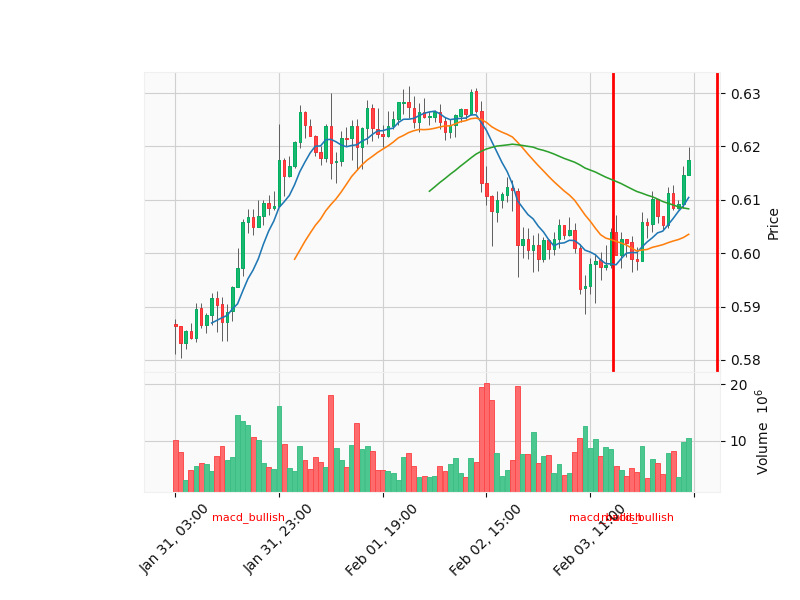 0.63
0.62
0.61
0.60
0.59
0.58
Price
20
10
Volume 10^6
Jan 31, 03:00
Jan 31, 23:00
Feb 01, 19:00
Feb 02, 15:00
Feb 03, 11:00
macd_bullish
macd_bullish